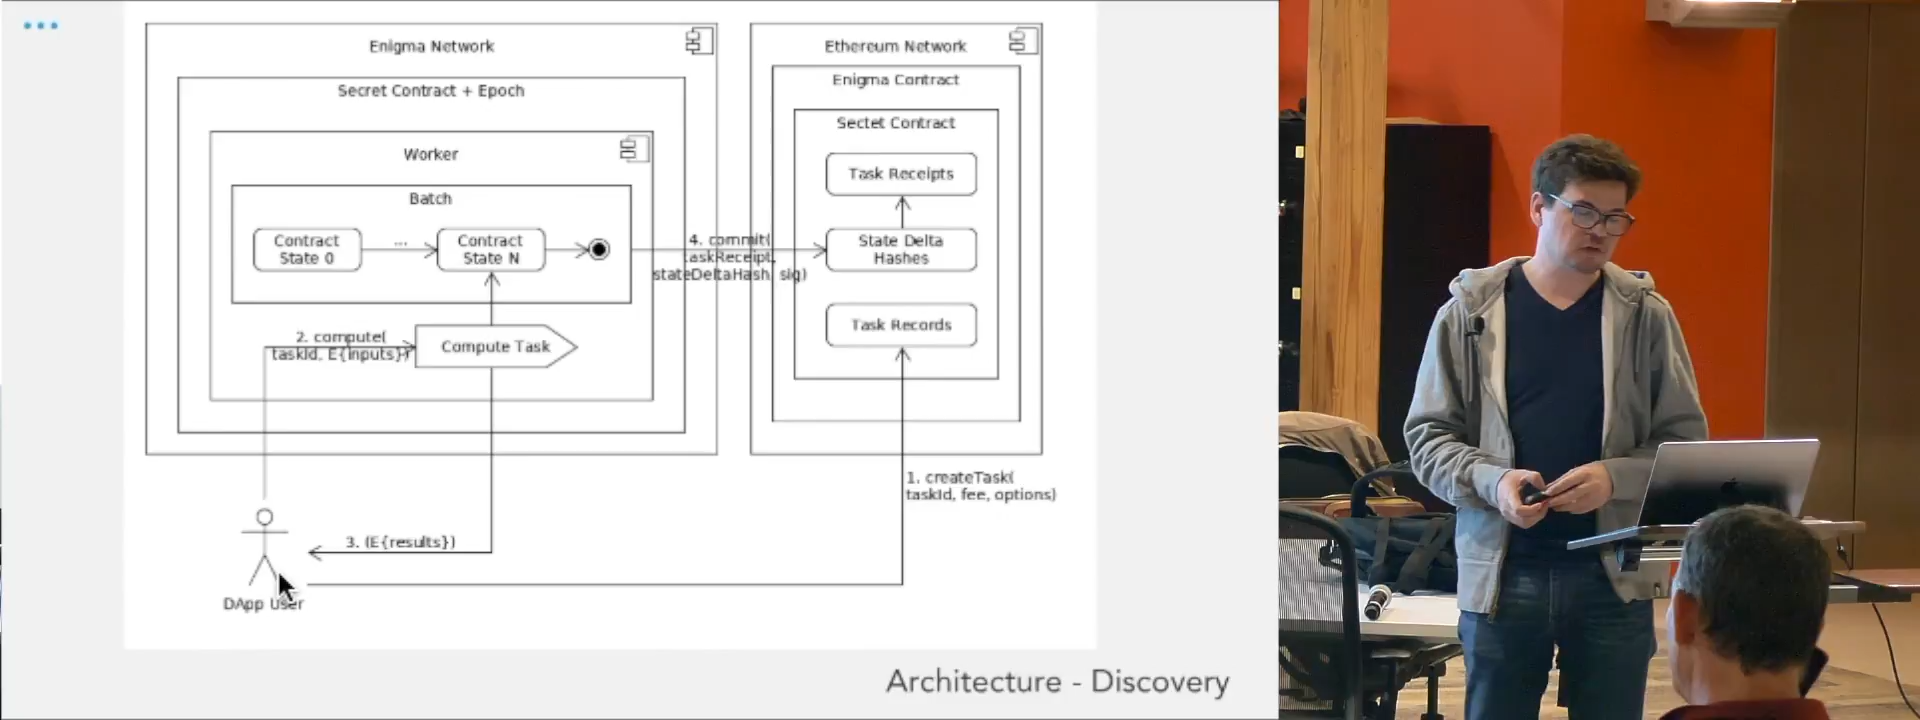 Enigma Network
Secret Contract + Epoch
Worker
Batch
Contract
State 0
...
Contract
State N
2. compute(
taskId, E{inputs})
Compute Task
4. commit(
taskReceipt,
stateDeltaHash, sig)
Ethereum Network
Enigma Contract
Sectet Contract
Task Receipts
State Delta
Hashes
Task Records
1. createTask(
taskId, fee, options)
3. (E{results})
DApp User
Architecture - Discovery